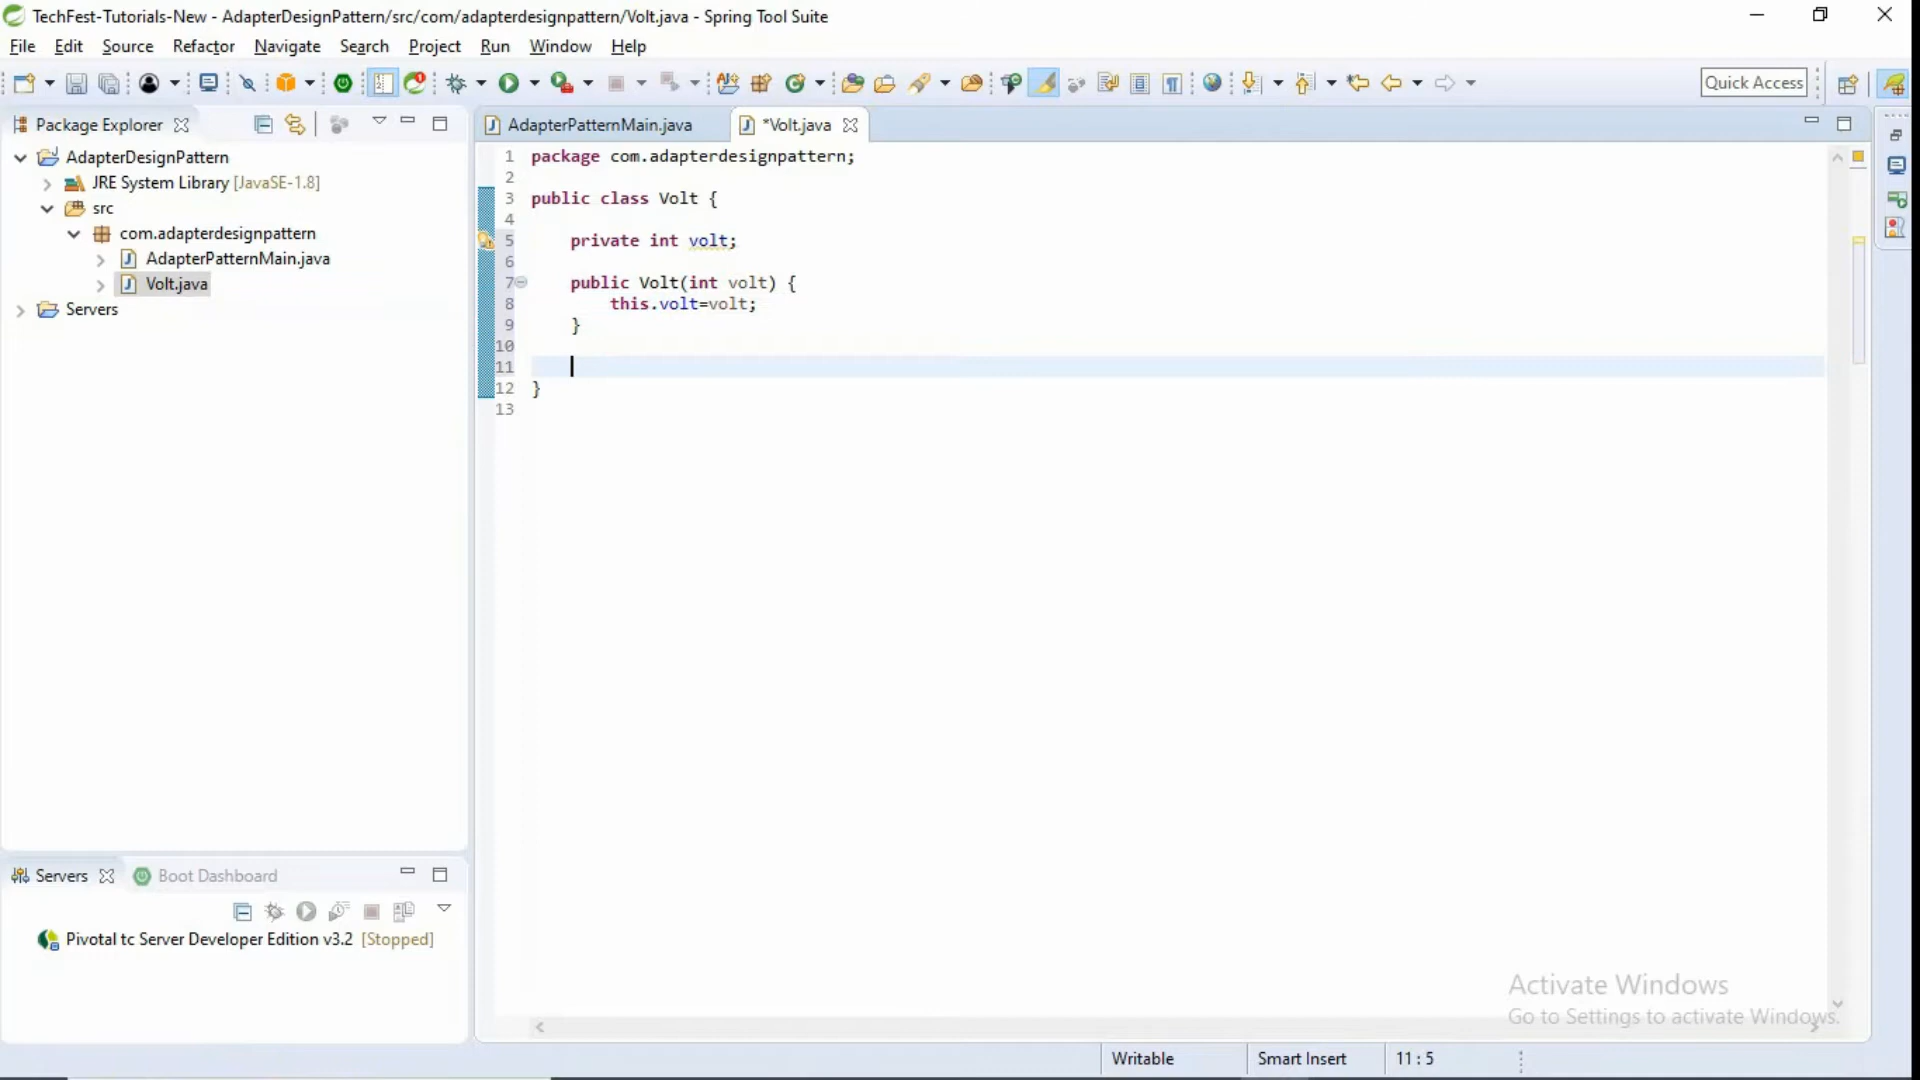 TechFest-Tutorials-New - AdapterDesignPattern/src/com/adapterdesignpattern/Volt.java - Spring Tool Suite
File Edit Source Refactor Navigate Search Project Run Window Help
Quick Access
Package Explorer
AdapterDesignPattern
JRE System Library [JavaSE-1.8]
src
com.adapterdesignpattern
AdapterPatternMain.java
Volt.java
Servers
AdapterPatternMain.java *Volt.java
1 package com.adapterdesignpattern;
2
3 public class Volt {
4
5 private int volt;
6
7 public Volt(int volt) {
8 this.volt=volt;
9 }
10
11
12 }
13
Servers Boot Dashboard
Pivotal tc Server Developer Edition v3.2 [Stopped]
Activate Windows
Go to Settings to activate Windows.
Writable Smart Insert 11 : 5